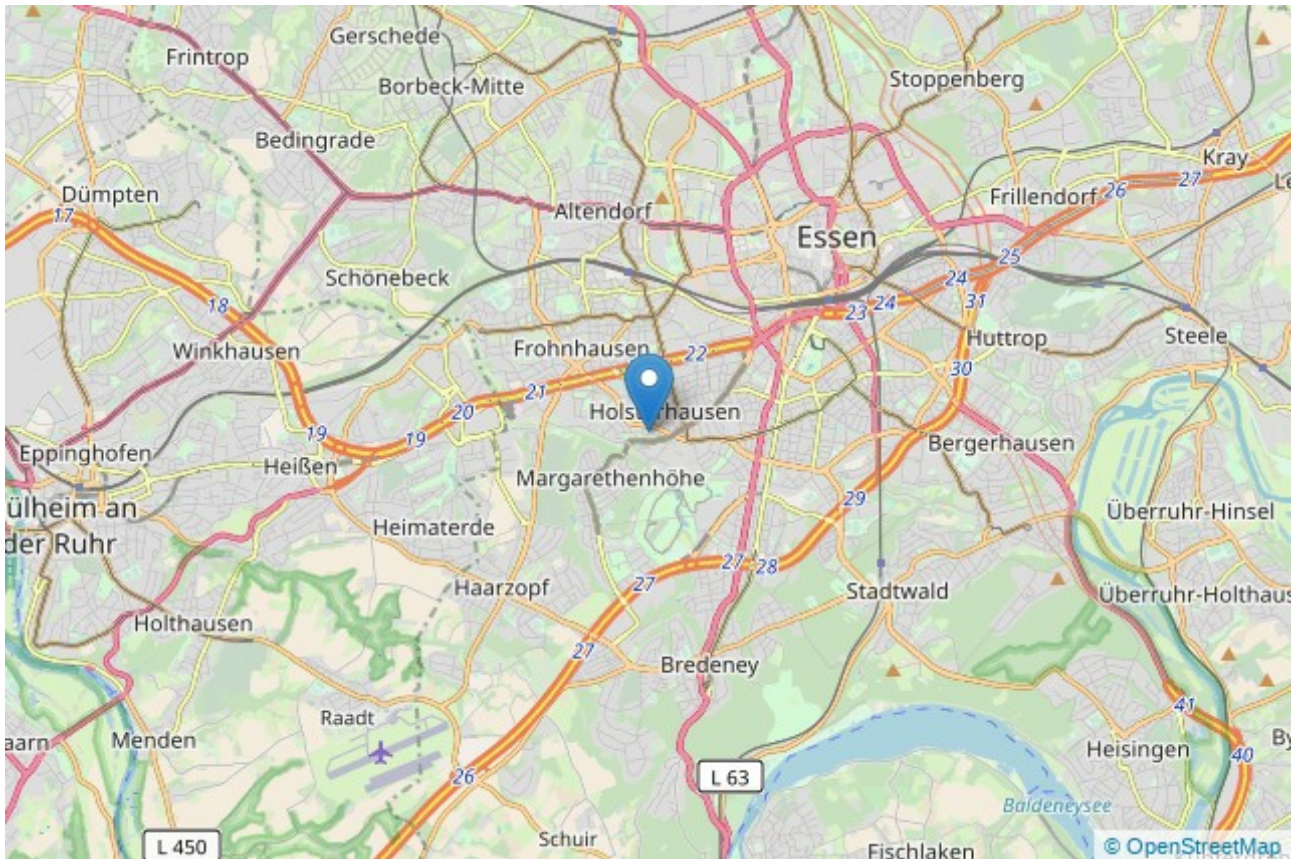 Gerschede
Frintrop
Stoppenberg
Borbeck-Mitte
Bedingrade
Kray
27
26
Le
Dümpten
Frillendorf
17
Altendorf
Essen
25
Schönebeck
24
24
31
18
23
Huttrop
Steele
Winkhausen
Frohnhausen
22
30
21
20
Holsterhausen
19
19
Bergerhausen
Eppinghofen
Heißen
Margarethenhöhe
29
ülheim an
der Ruhr
Heimaterde
Überruhr-Hinsel
27
28
27
Haarzopf
Stadtwald
Überruhr-Holthaus
Holthausen
27
Bredeney
41
Raadt
aarn
Menden
Heisingen
By
40
26
L 63
Baldeneysee
L 450
Schuir
Fischlaken
© OpenStreetMap